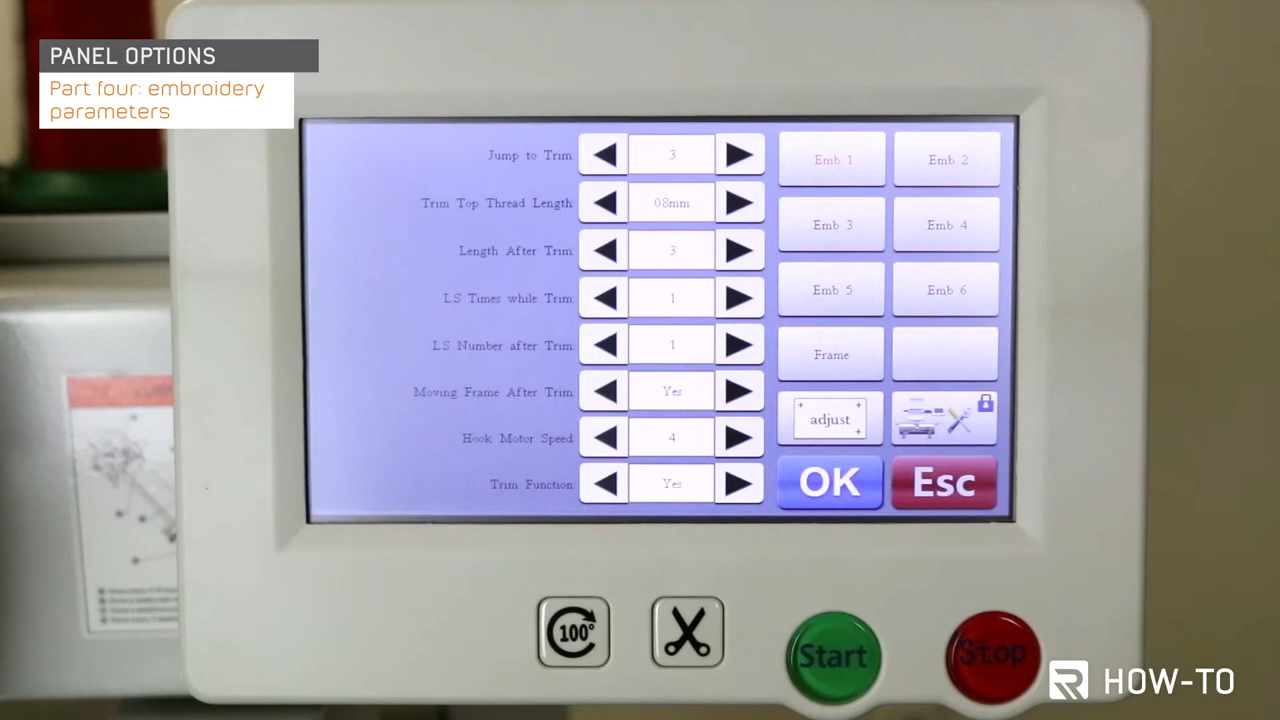 PANEL OPTIONS
Part four: embroidery
parameters
Jump to Trim 3
Trim Top Thread Length 0.8mm
Length After Trim 3
LS Times while Trim 1
LS Number after Trim 1
Moving Frame After Trim Yes
Hook Motor Speed 4
Trim Function Yes
Emb 1 Emb 2
Emb 3 Emb 4
Emb 5 Emb 6
Frame
adjust
OK Esc
100°
Start Stop
HOW-TO